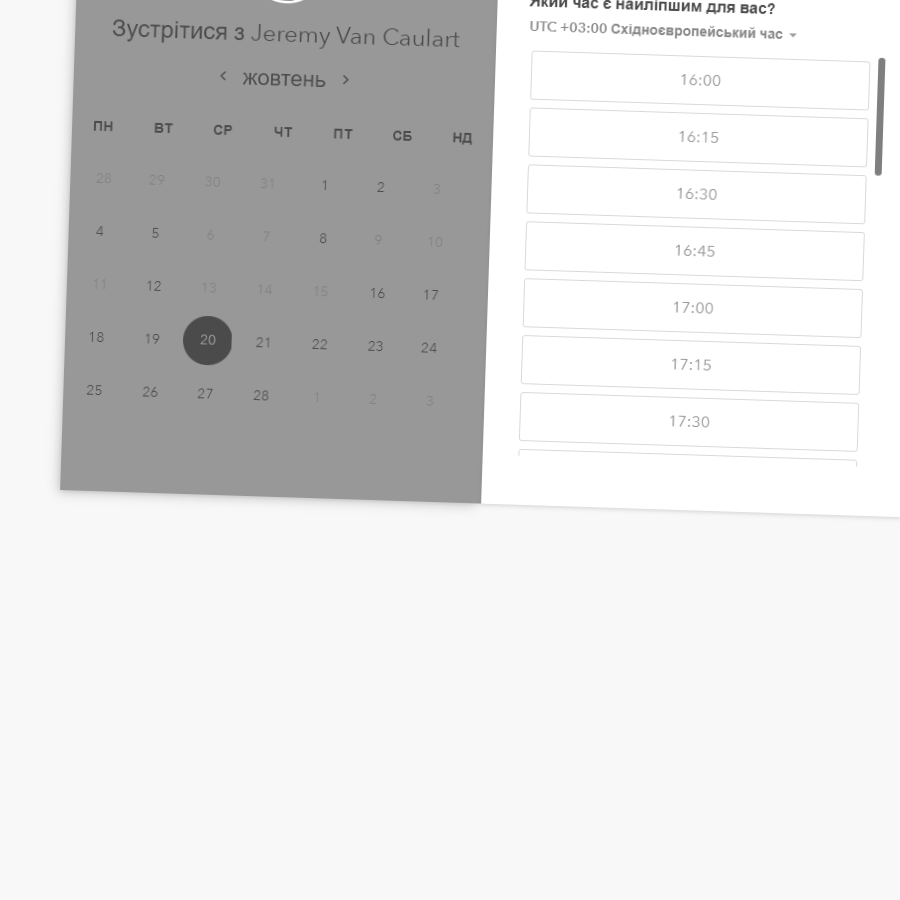 Зустрітися з Jeremy Van Caulart
жовтень
ПН ВТ СР ЧТ ПТ СБ НД
28 29 30 31 1 2 3
4 5 6 7 8 9 10
11 12 13 14 15 16 17
18 19 20 21 22 23 24
25 26 27 28 1 2 3
Який час є найліпшим для вас?
UTC +03:00 Східноєвропейський час
16:00
16:15
16:30
16:45
17:00
17:15
17:30